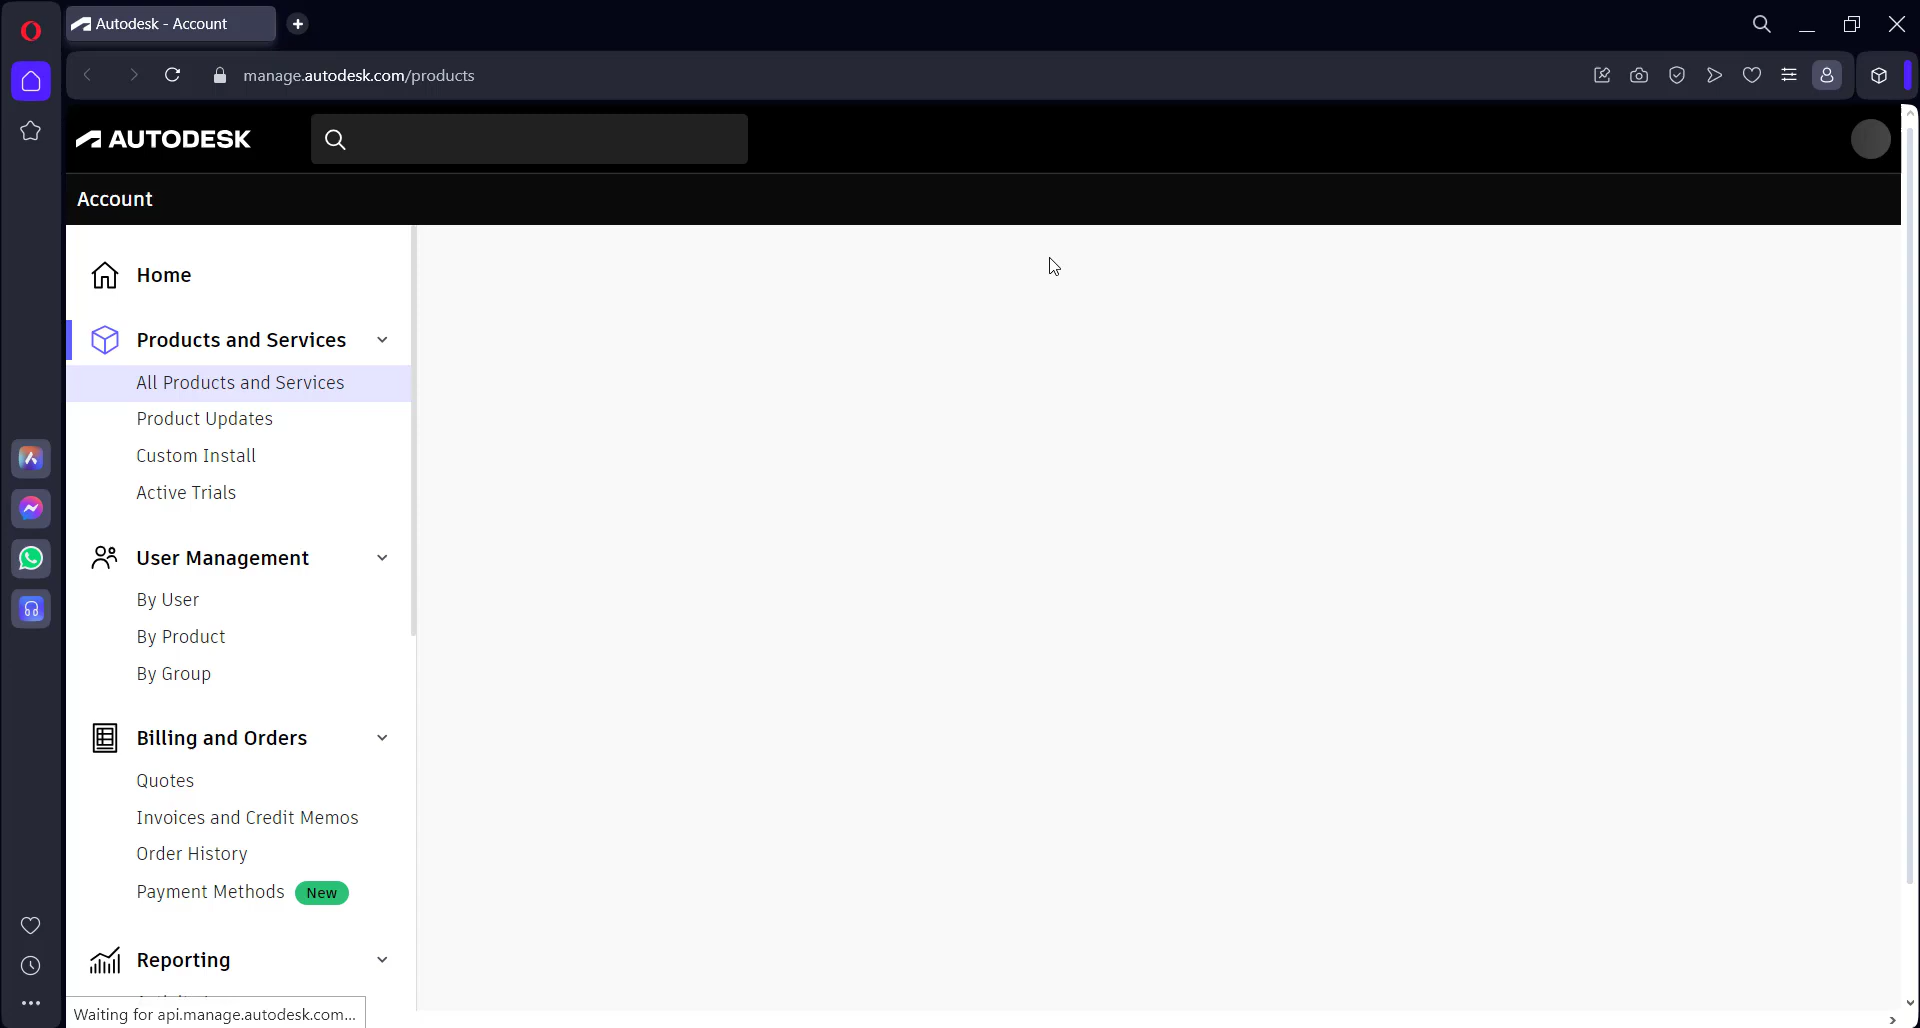 Autodesk - Account
manage.autodesk.com/products
AUTODESK
Account
Home
Products and Services
All Products and Services
Product Updates
Custom Install
Active Trials
User Management
By User
By Product
By Group
Billing and Orders
Quotes
Invoices and Credit Memos
Order History
Payment Methods New
Reporting
Waiting for api.manage.autodesk.com...